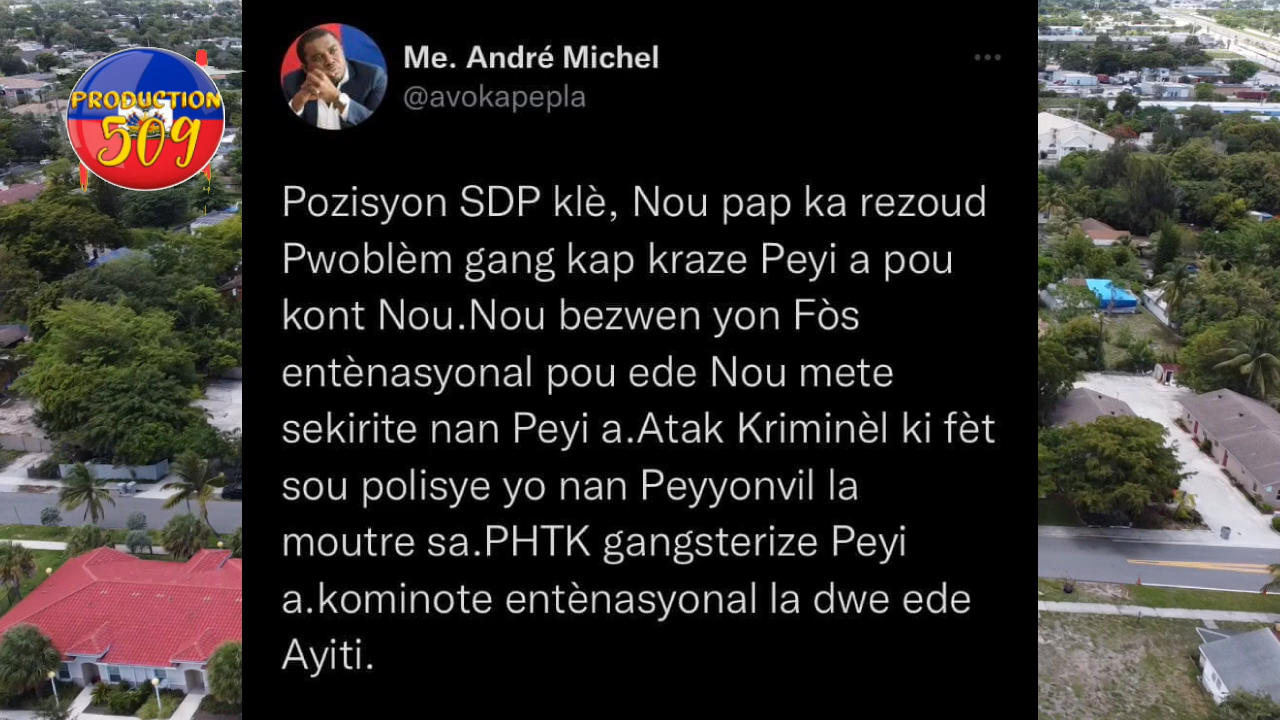 PRODUCTION
509
Me. André Michel
@avokapepla
Pozisyon SDP klè, Nou pap ka rezoud
Pwoblèm gang kap kraze Peyi a pou
kont Nou.Nou bezwen yon Fòs
entènasyonal pou ede Nou mete
sekirite nan Peyi a.Atak Kriminèl ki fèt
sou polisye yo nan Peyyonvil la
moutre sa.PHTK gangsterize Peyi
a.kominote entènasyonal la dwe ede
Ayiti.